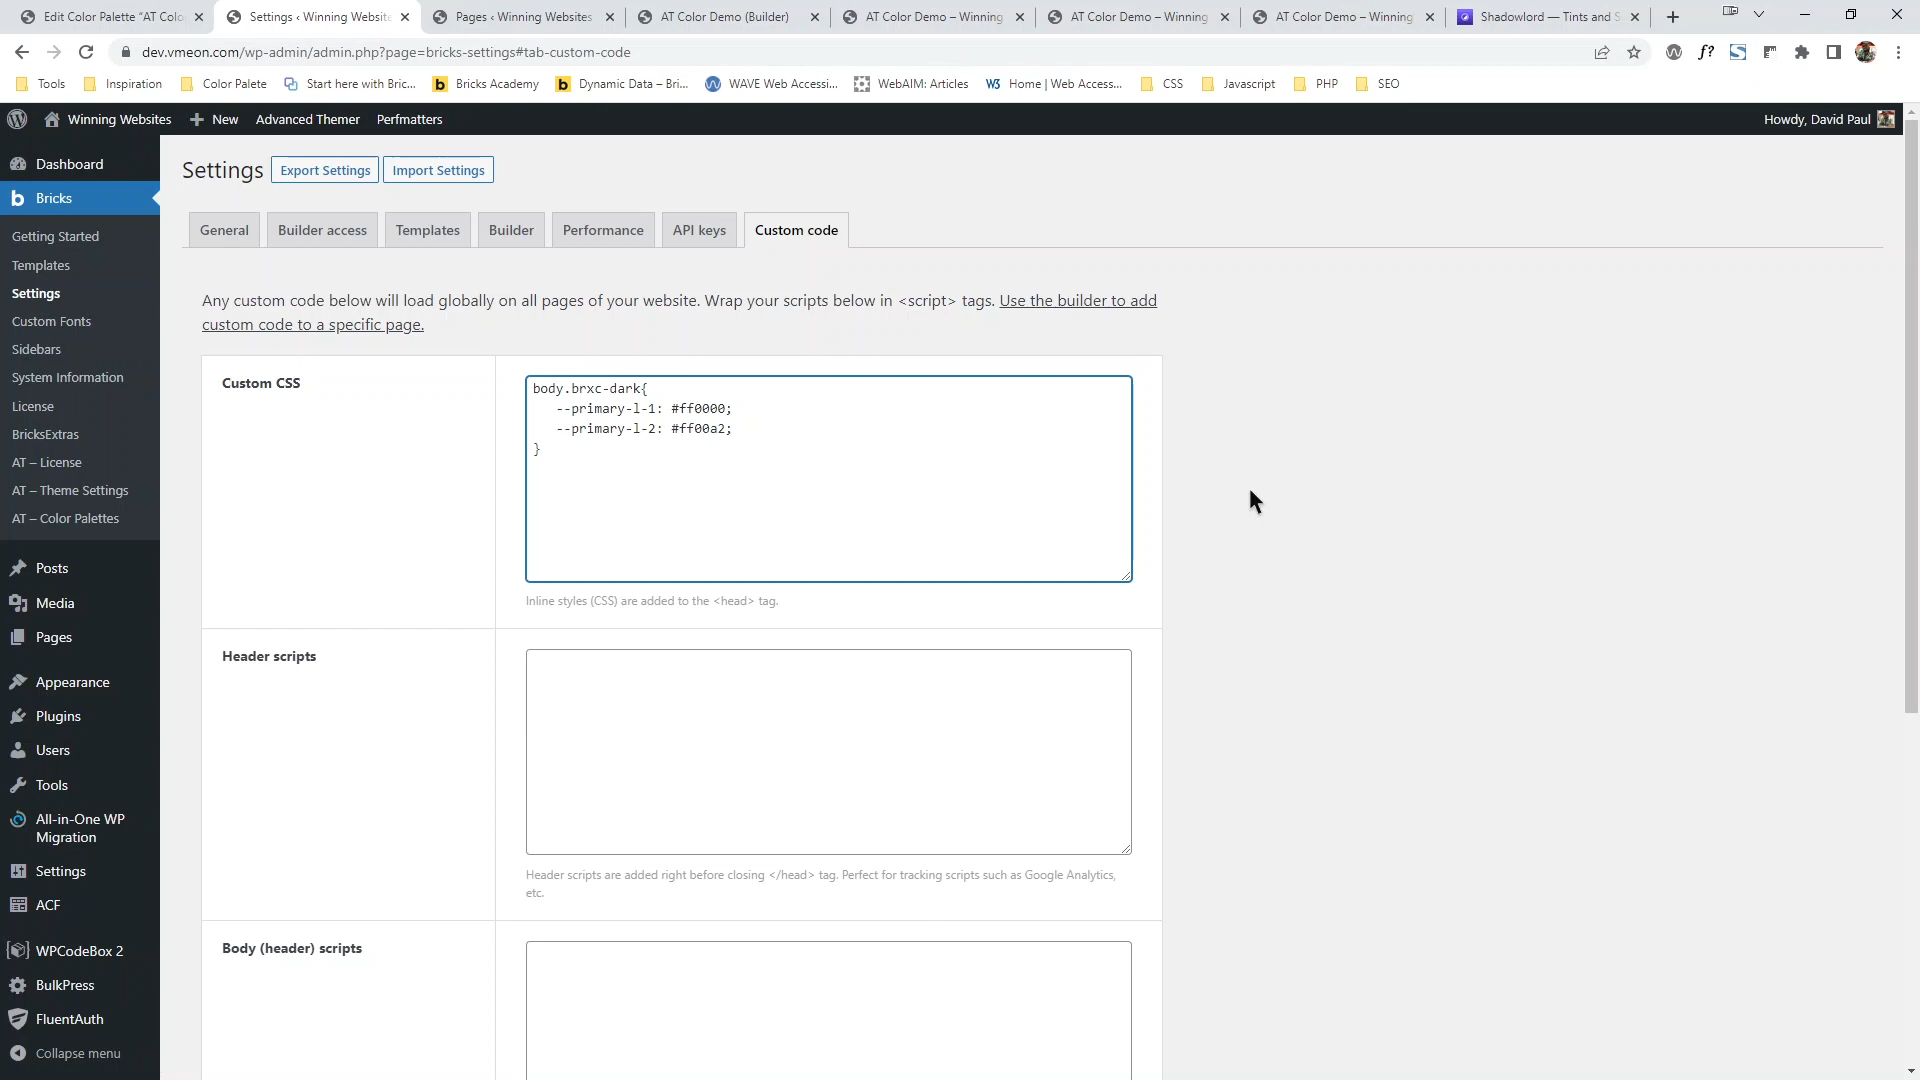 Edit Color Palette "AT Colo
Settings ‹ Winning Website
Pages ‹ Winning Websites
AT Color Demo (Builder)
AT Color Demo – Winning
AT Color Demo – Winning
AT Color Demo – Winning
Shadowlord — Tints and S
dev.vmeon.com/wp-admin/admin.php?page=bricks-settings#tab-custom-code
f?
Tools
Inspiration
Color Palete
Start here with Bric...
Bricks Academy
Dynamic Data – Bri...
WAVE Web Accessi...
WebAIM: Articles
W3 Home | Web Access...
CSS
Javascript
PHP
SEO
Winning Websites
New
Advanced Themer
Perfmatters
Howdy, David Paul
Dashboard
b Bricks
Getting Started
Templates
Settings
Custom Fonts
Sidebars
System Information
License
BricksExtras
AT – License
AT – Theme Settings
AT – Color Palettes
Posts
Media
Pages
Appearance
Plugins
Users
Tools
All-in-One WP
Migration
Settings
ACF
WPCodeBox 2
BulkPress
FluentAuth
Collapse menu
Settings
Export Settings
Import Settings
General
Builder access
Templates
Builder
Performance
API keys
Custom code
Any custom code below will load globally on all pages of your website. Wrap your scripts below in <script> tags. Use the builder to add
custom code to a specific page.
Custom CSS
body.brxc-dark{
--primary-l-1: #ff0000;
--primary-l-2: #ff00a2;
}
Inline styles (CSS) are added to the <head> tag.
Header scripts
Header scripts are added right before closing </head> tag. Perfect for tracking scripts such as Google Analytics,
etc.
Body (header) scripts